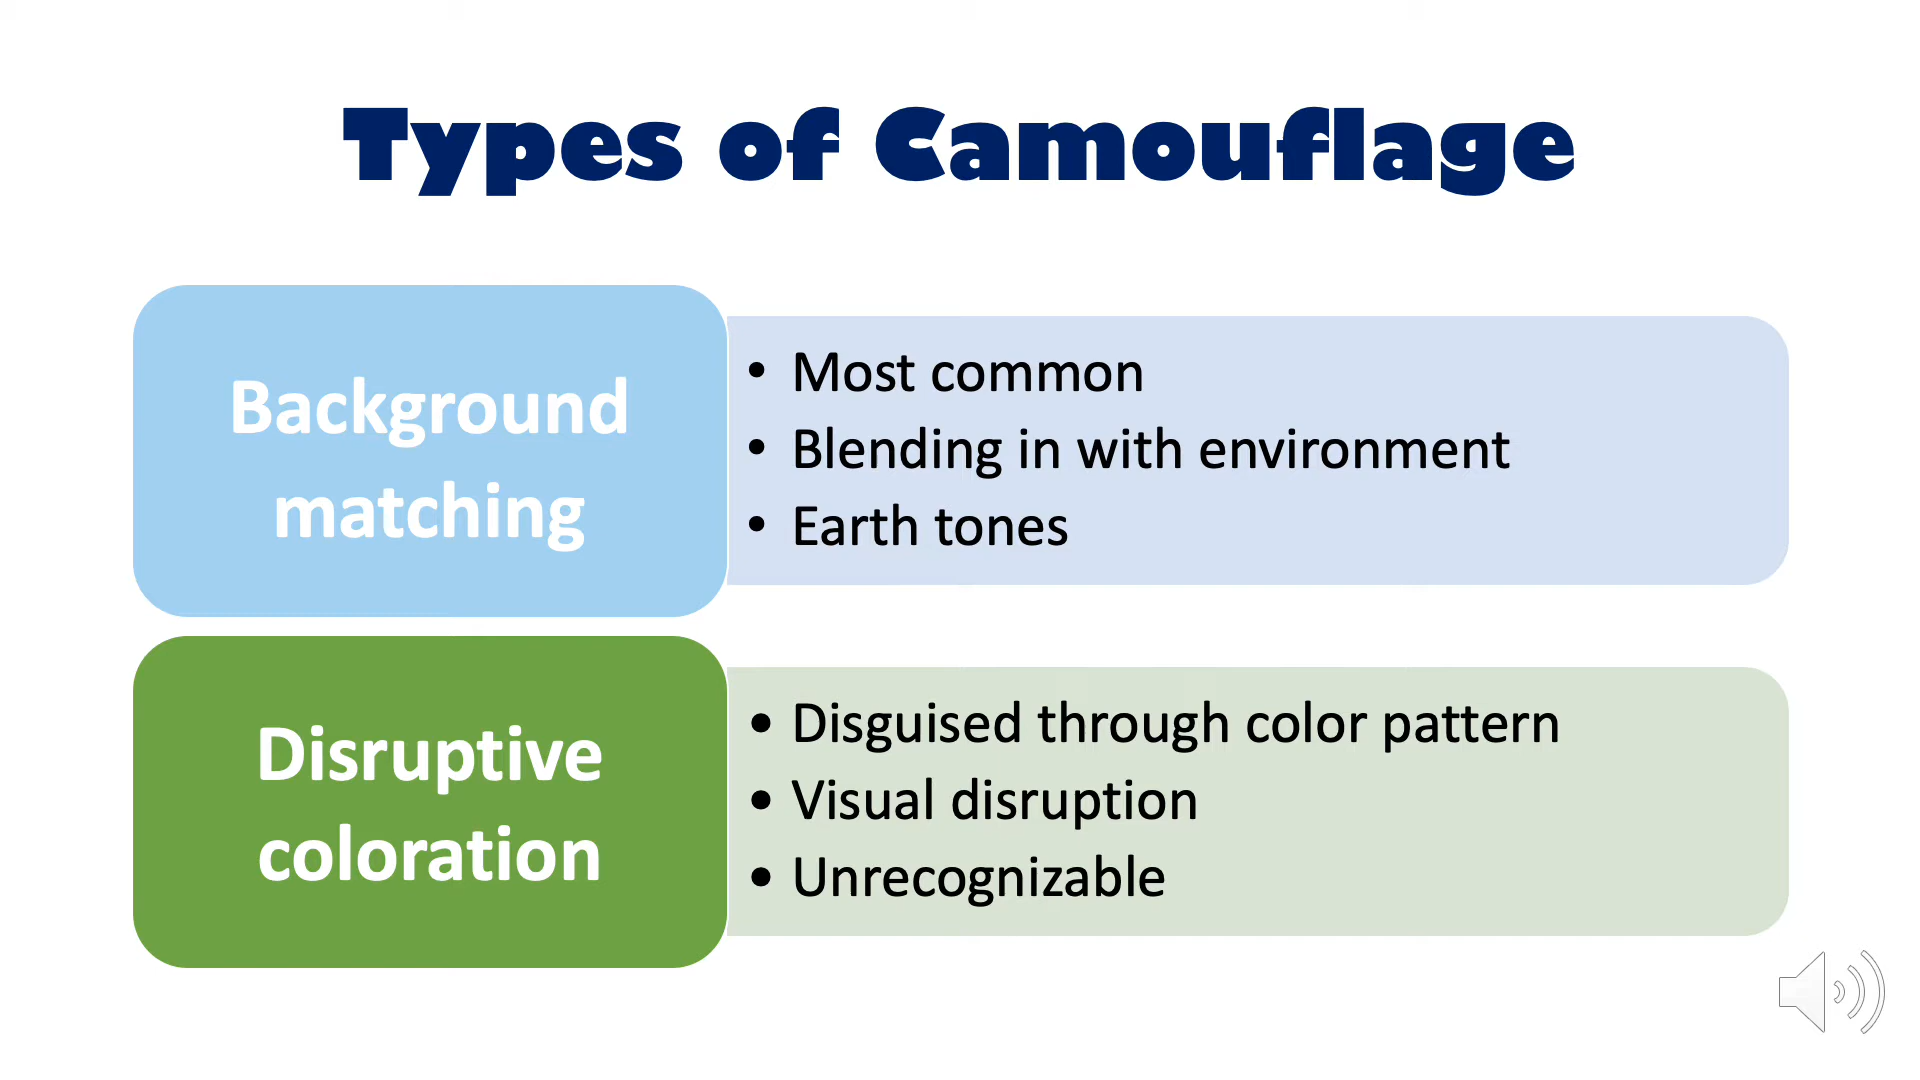 Types of Camouflage
Background
matching
• Most common
• Blending in with environment
• Earth tones
Disruptive
coloration
• Disguised through color pattern
• Visual disruption
• Unrecognizable